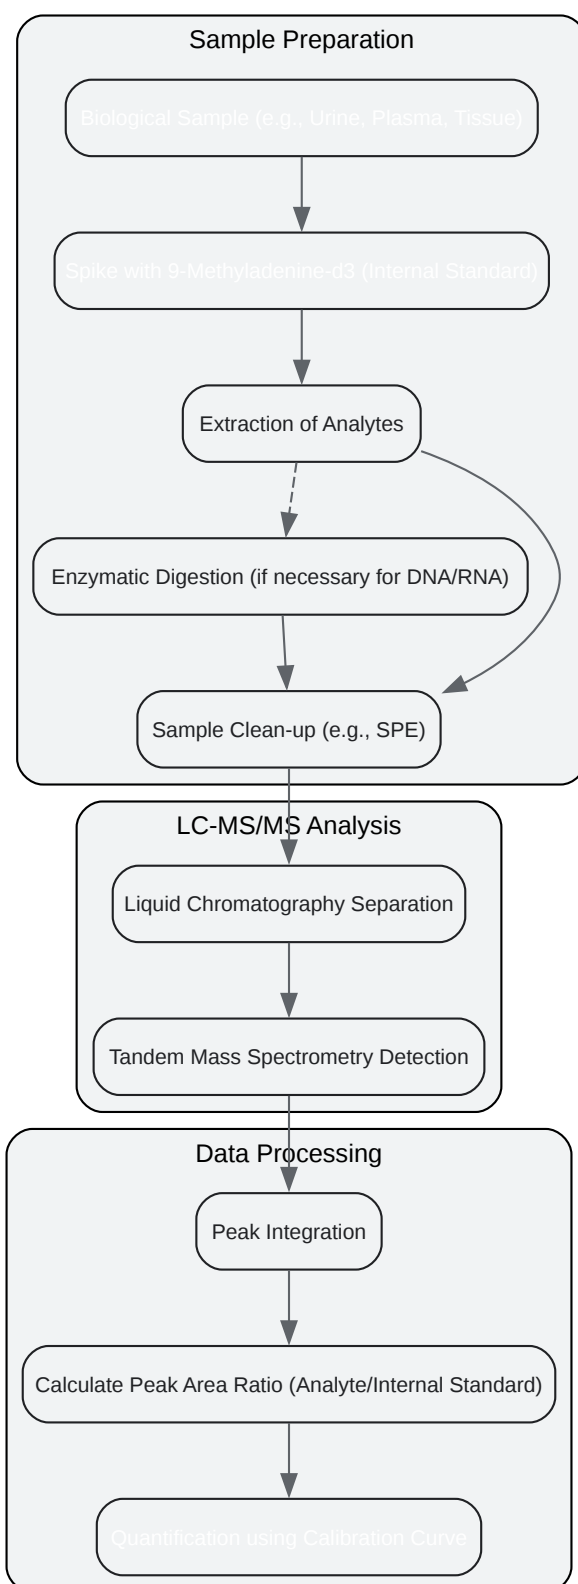 Sample Preparation
Biological Sample (e.g., Urine, Plasma, Tissue)
Spike with 9-Methyladenine-d3 (Internal Standard)
Extraction of Analytes
Enzymatic Digestion (if necessary for DNA/RNA)
Sample Clean-up (e.g., SPE)
LC-MS/MS Analysis
Liquid Chromatography Separation
Tandem Mass Spectrometry Detection
Data Processing
Peak Integration
Calculate Peak Area Ratio (Analyte/Internal Standard)
Quantification using Calibration Curve